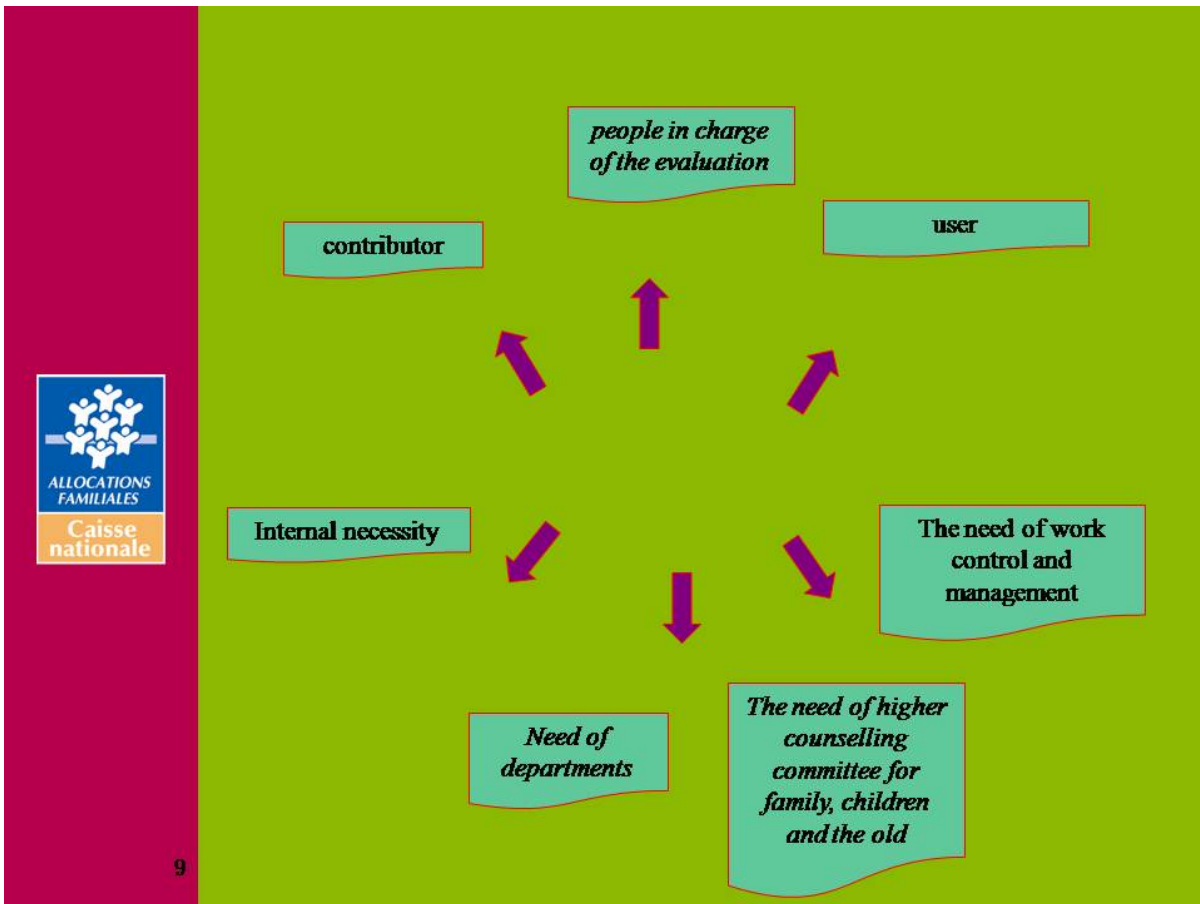 people in charge
of the evaluation
contributor
user
ALLOCATIONS
FAMILIALES
Caisse
nationale
Internal necessity
The need of work
control and
management
Need of
departments
The need of higher
counselling
committee for
family, children
and the old
9